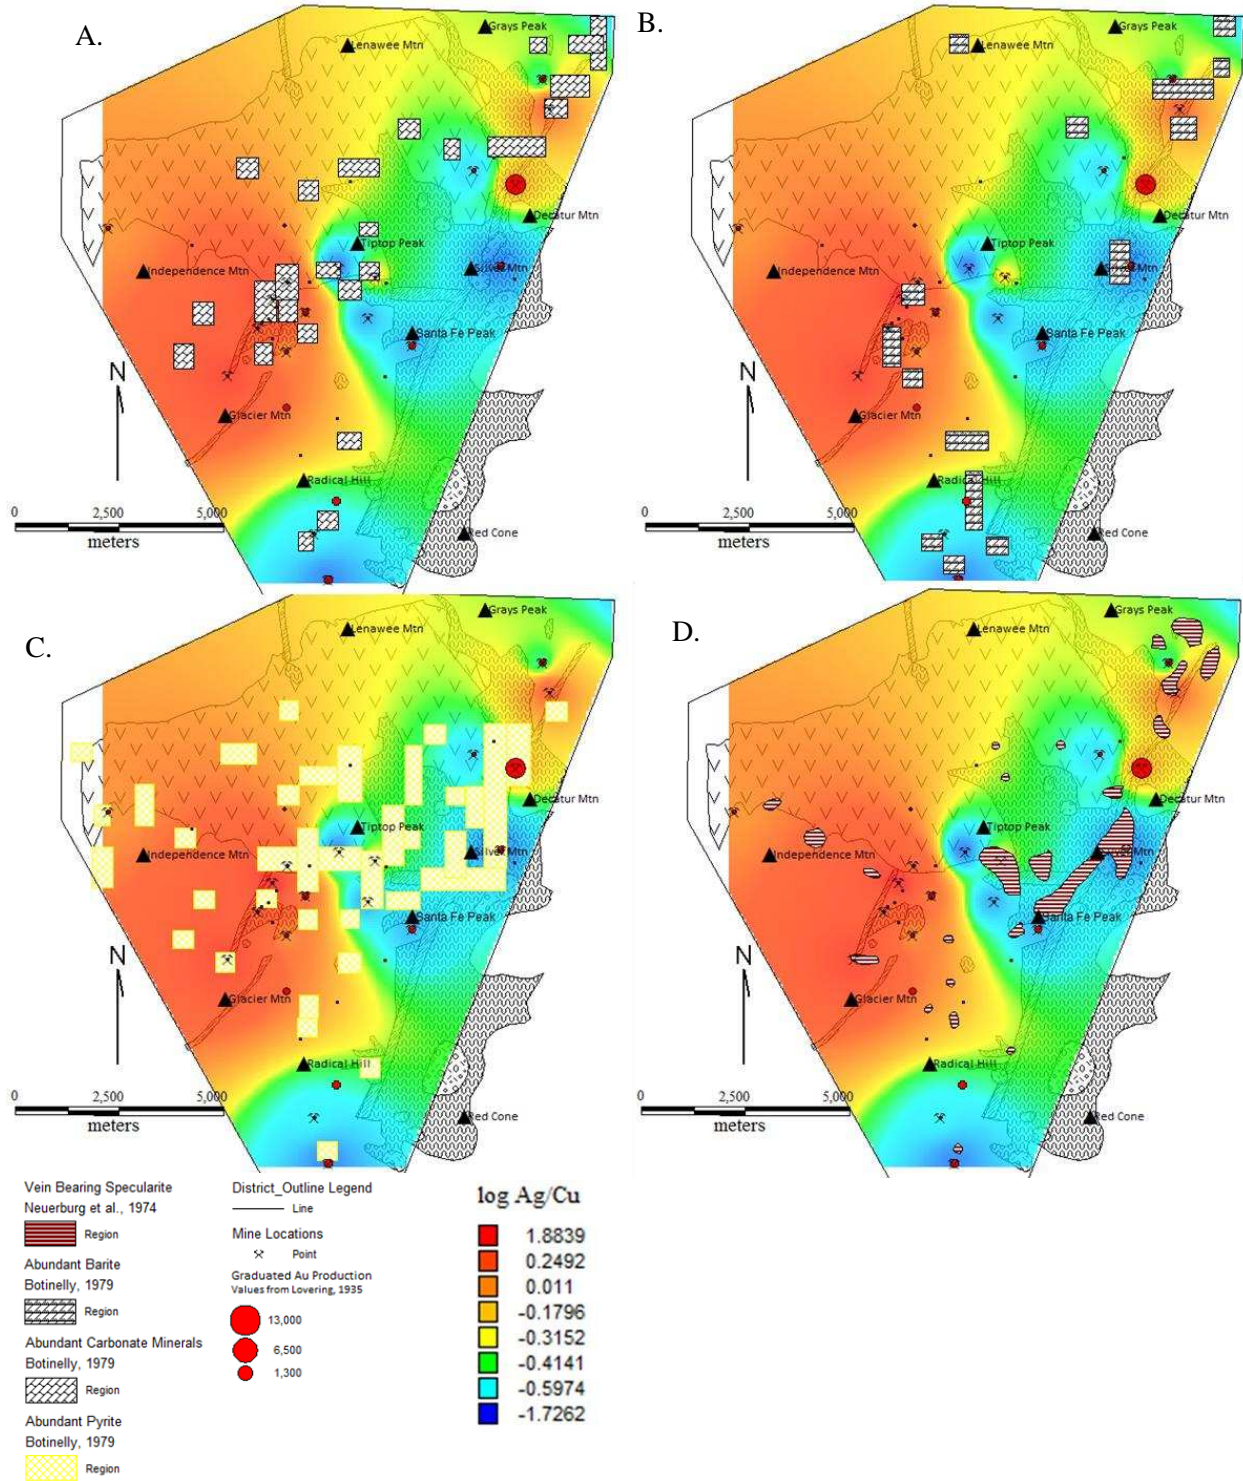 A.
Grays Peak
Lenawee Mtn
Decatur Mtn
Tiptop Peak
Independence Mtn
Silver Mtn
Santa Fe Peak
N
Glacier Mtn
Radical Hill
Red Cone
0 2,500 5,000
meters
B.
Grays Peak
Lenawee Mtn
Decatur Mtn
Tiptop Peak
Independence Mtn
Santa Fe Peak
N
Glacier Mtn
Radical Hill
Red Cone
0 2,500 5,000
meters
C.
Grays Peak
Lenawee Mtn
Decatur Mtn
Tiptop Peak
Independence Mtn
Silver Mtn
Santa Fe Peak
N
Glacier Mtn
Radical Hill
Red Cone
0 2,500 5,000
meters
D.
Grays Peak
Lenawee Mtn
Decatur Mtn
Tiptop Peak
Independence Mtn
Santa Fe Peak
N
Glacier Mtn
Radical Hill
Red Cone
0 2,500 5,000
meters
Vein Bearing Specularite
Neuerburg et al., 1974
Region
Abundant Barite
Botinelly, 1979
Region
Abundant Carbonate Minerals
Botinelly, 1979
Region
Abundant Pyrite
Botinelly, 1979
Region
District_Outline Legend
Line
Mine Locations
Point
Graduated Au Production
Values from Lovering, 1935
13,000
6,500
1,300
log Ag/Cu
1.8839
0.2492
0.011
-0.1796
-0.3152
-0.4141
-0.5974
-1.7262